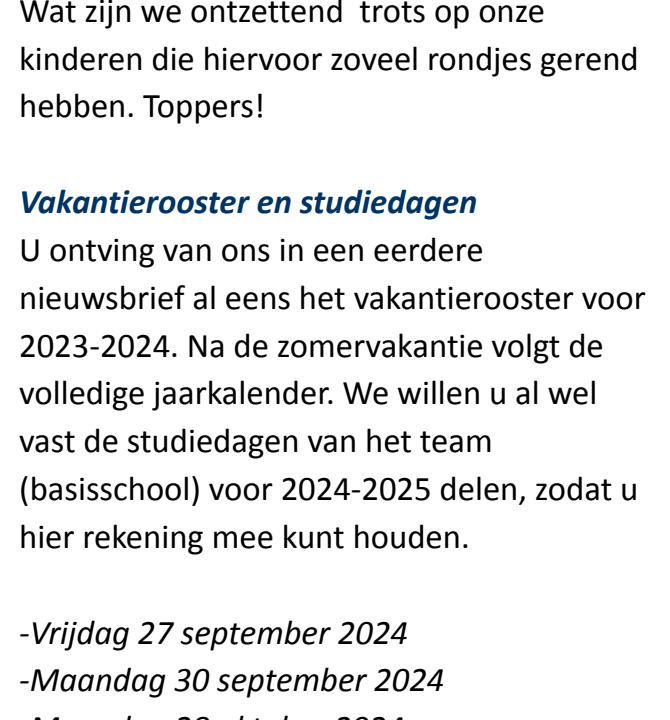 Wat zijn we ontzettend  trots op onze
kinderen die hiervoor zoveel rondjes gerend
hebben. Toppers!
Vakantierooster en studiedagen
U ontving van ons in een eerdere
nieuwsbrief al eens het vakantierooster voor
2023-2024. Na de zomervakantie volgt de
volledige jaarkalender. We willen u al wel
vast de studiedagen van het team
(basisschool) voor 2024-2025 delen, zodat u
hier rekening mee kunt houden.
-Vrijdag 27 september 2024
-Maandag 30 september 2024